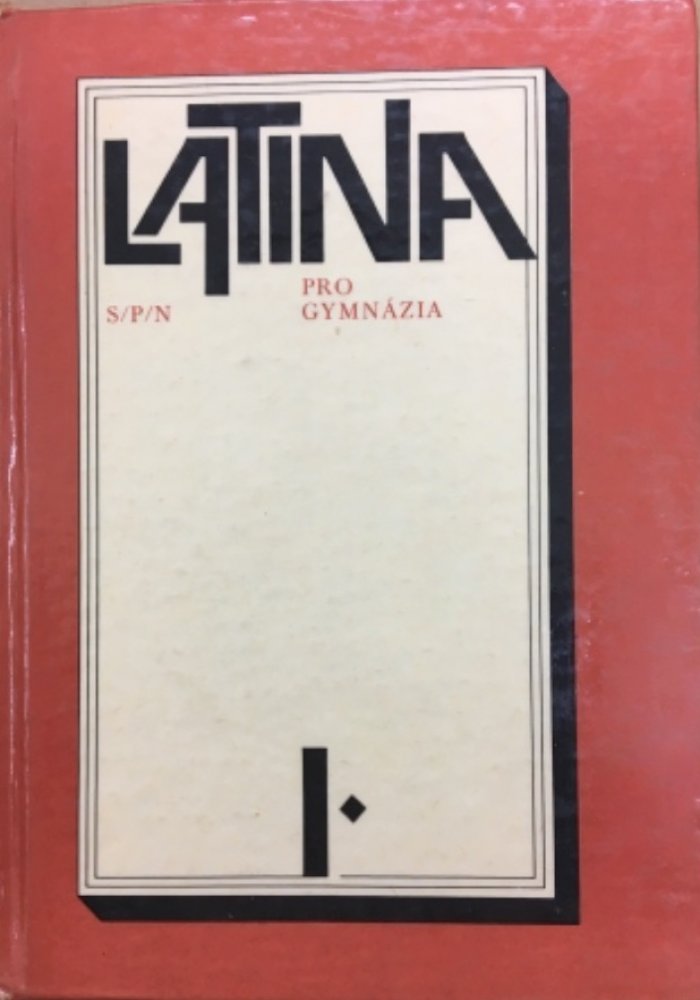 LATINA
PRO
S/P/N GYMNÁZIA
I·